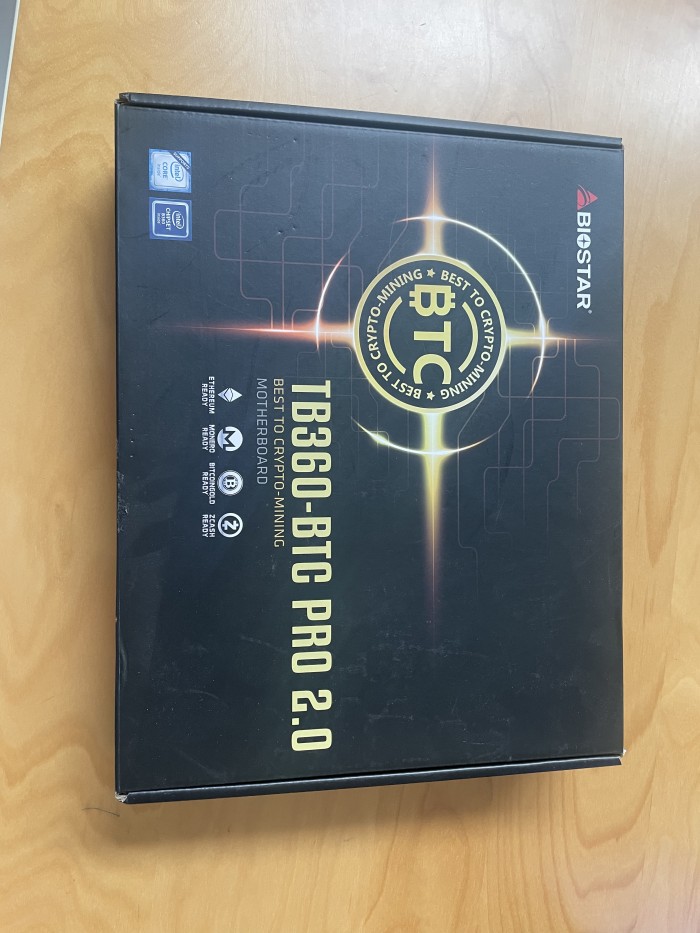 BIOSTAR®
BEST TO CRYPTO-MINING ★ BEST TO CRYPTO-MINING ★
BTC
TB360-BTC PRO 2.0
BEST TO CRYPTO-MINING
MOTHERBOARD
ETHEREUM
READY
MONERO
READY
BITCOINGOLD
READY
ZCASH
READY
intel
CORE
intel
CHIPSET